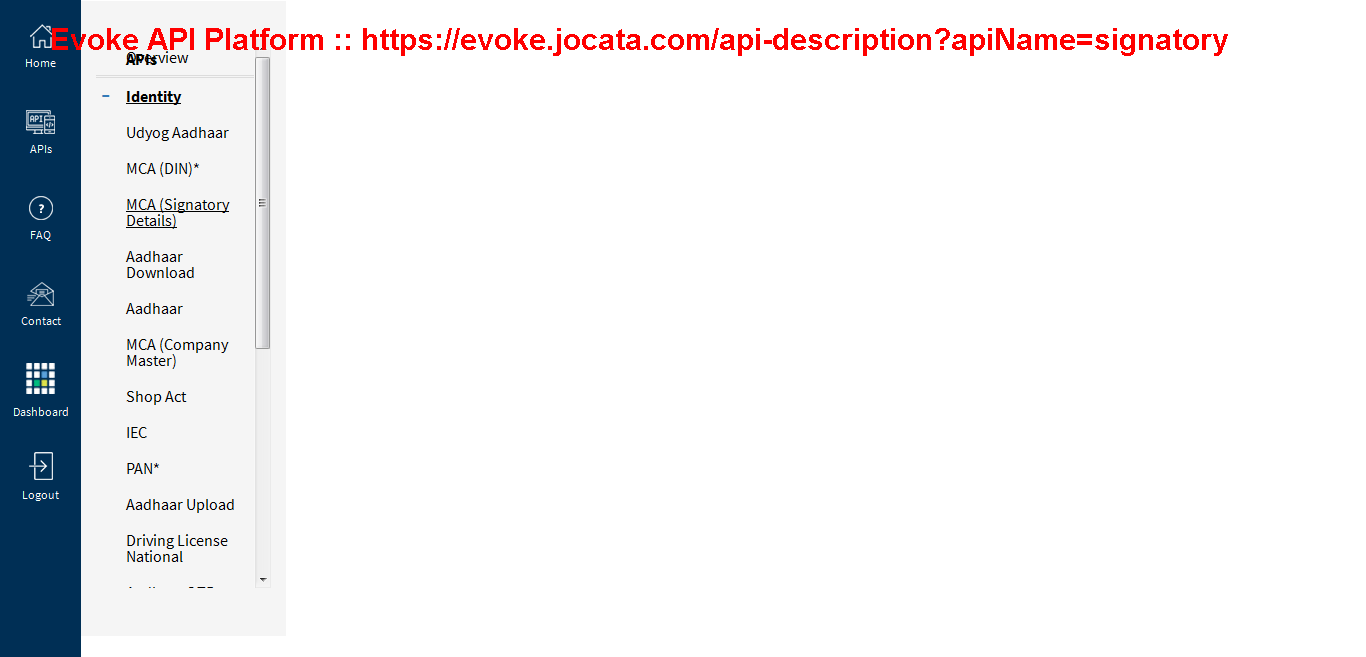 Evoke API Platform :: https://evoke.jocata.com/api-description?apiName=signatory
Home
APIs
FAQ
Contact
Dashboard
Logout
APIs
Overview
Identity
Udyog Aadhaar
MCA (DIN)*
MCA (Signatory
Details)
Aadhaar
Download
Aadhaar
MCA (Company
Master)
Shop Act
IEC
PAN*
Aadhaar Upload
Driving License
National